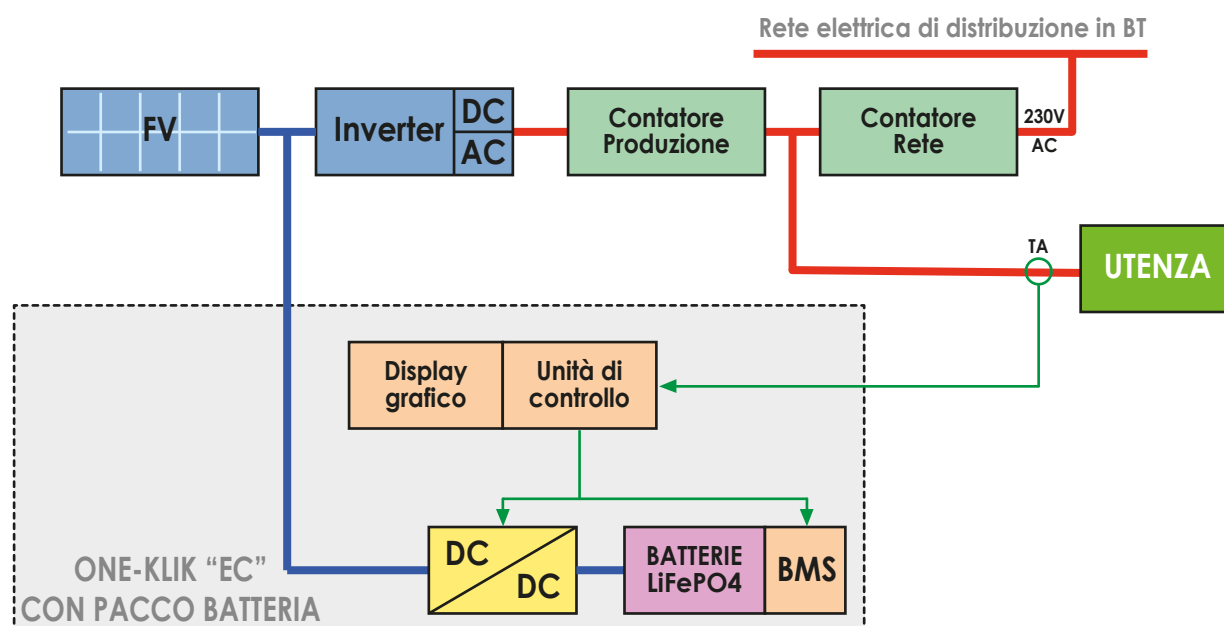 Rete elettrica di distribuzione in BT
FV
Inverter
DC
AC
Contatore
Produzione
Contatore
Rete
230V
AC
TA
UTENZA
Display
grafico
Unità di
controllo
DC
DC
BATTERIE
LiFePO4
BMS
ONE-KLIK “EC”
CON PACCO BATTERIA